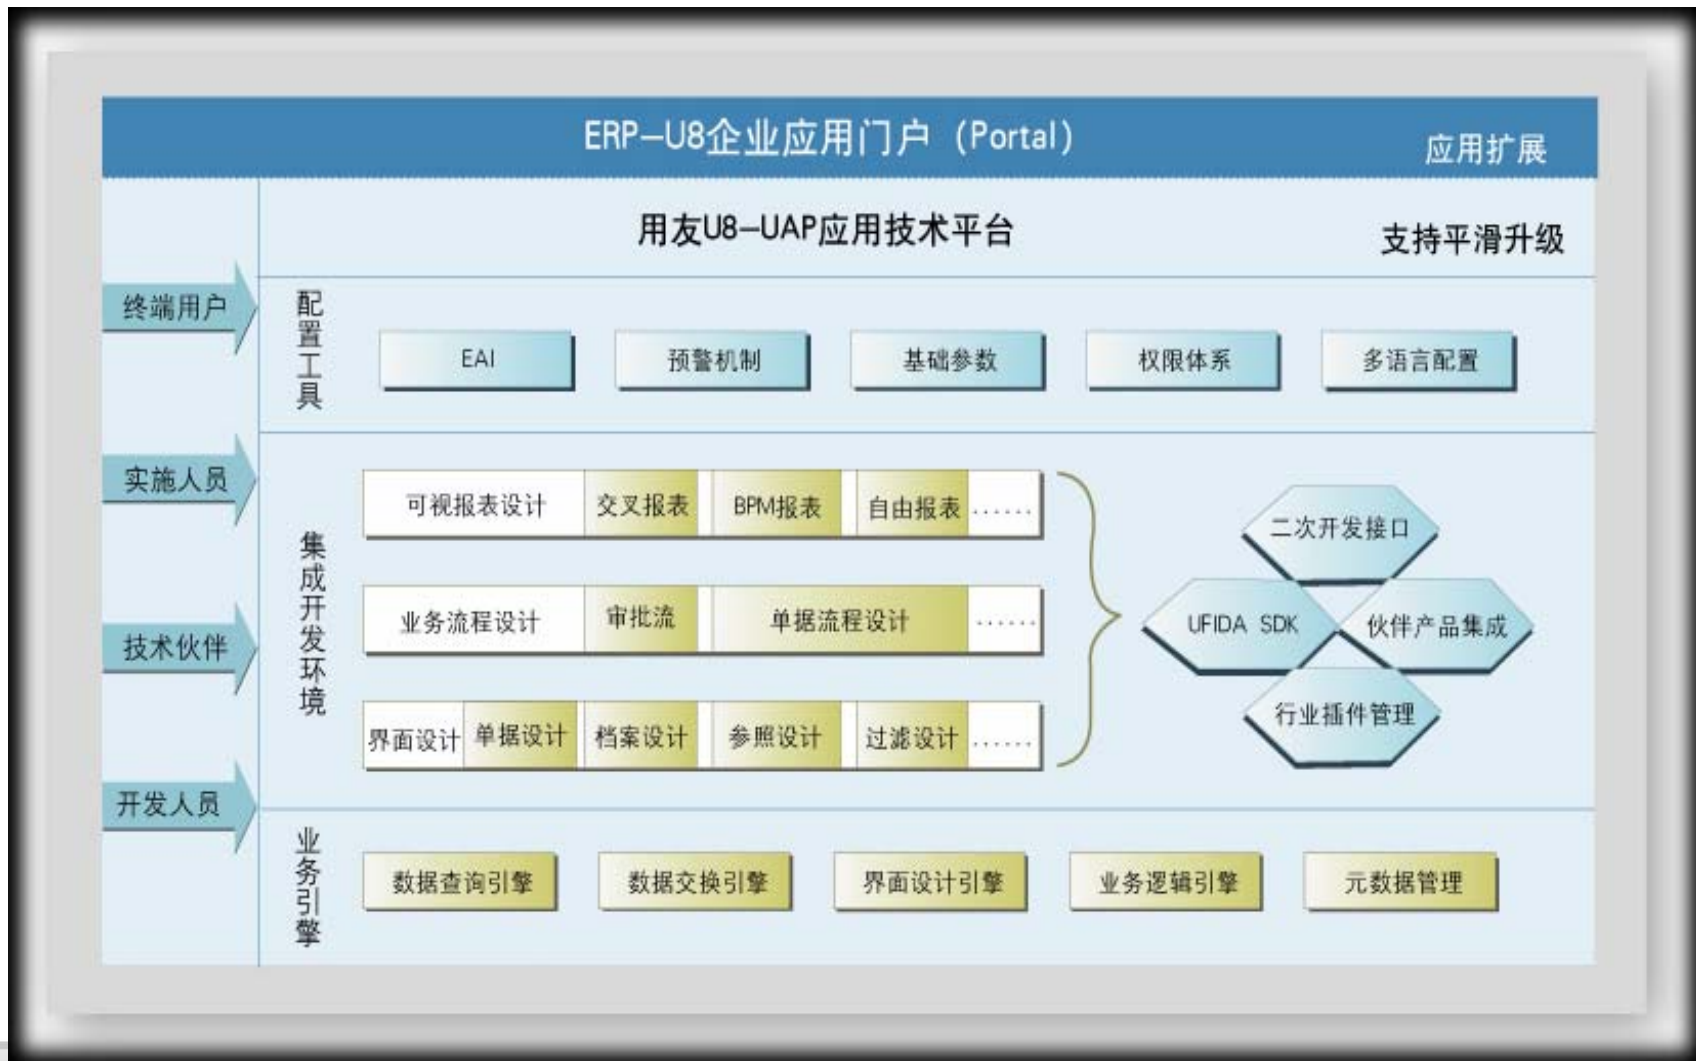 ERP-U8企业应用门户（Portal）
应用扩展
用友U8-UAP应用技术平台
支持平滑升级
终端用户
实施人员
技术伙伴
开发人员
配置工具
EAI
预警机制
基础参数
权限体系
多语言配置
集成开发环境
可视报表设计
交叉报表
BPM报表
自由报表
......
业务流程设计
审批流
单据流程设计
......
界面设计
单据设计
档案设计
参照设计
过滤设计
......
二次开发接口
UFIDA SDK
伙伴产品集成
行业插件管理
业务引擎
数据查询引擎
数据交换引擎
界面设计引擎
业务逻辑引擎
元数据管理